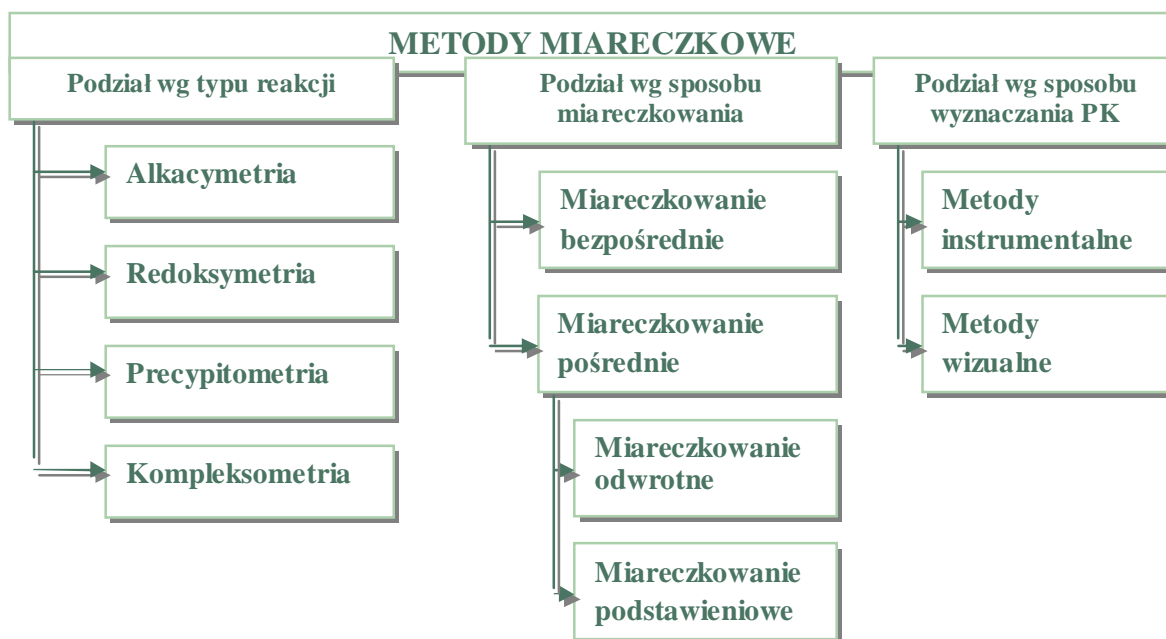 METODY MIARECZKOWE
Podział wg typu reakcji
Alkacymetria
Redoksymetria
Precypitometria
Kompleksometria
Podział wg sposobu
miareczkowania
Miareczkowanie
bezpośrednie
Miareczkowanie
pośrednie
Miareczkowanie
odwrotne
Miareczkowanie
podstawieniowe
Podział wg sposobu
wyznaczania PK
Metody
instrumentalne
Metody
wizualne